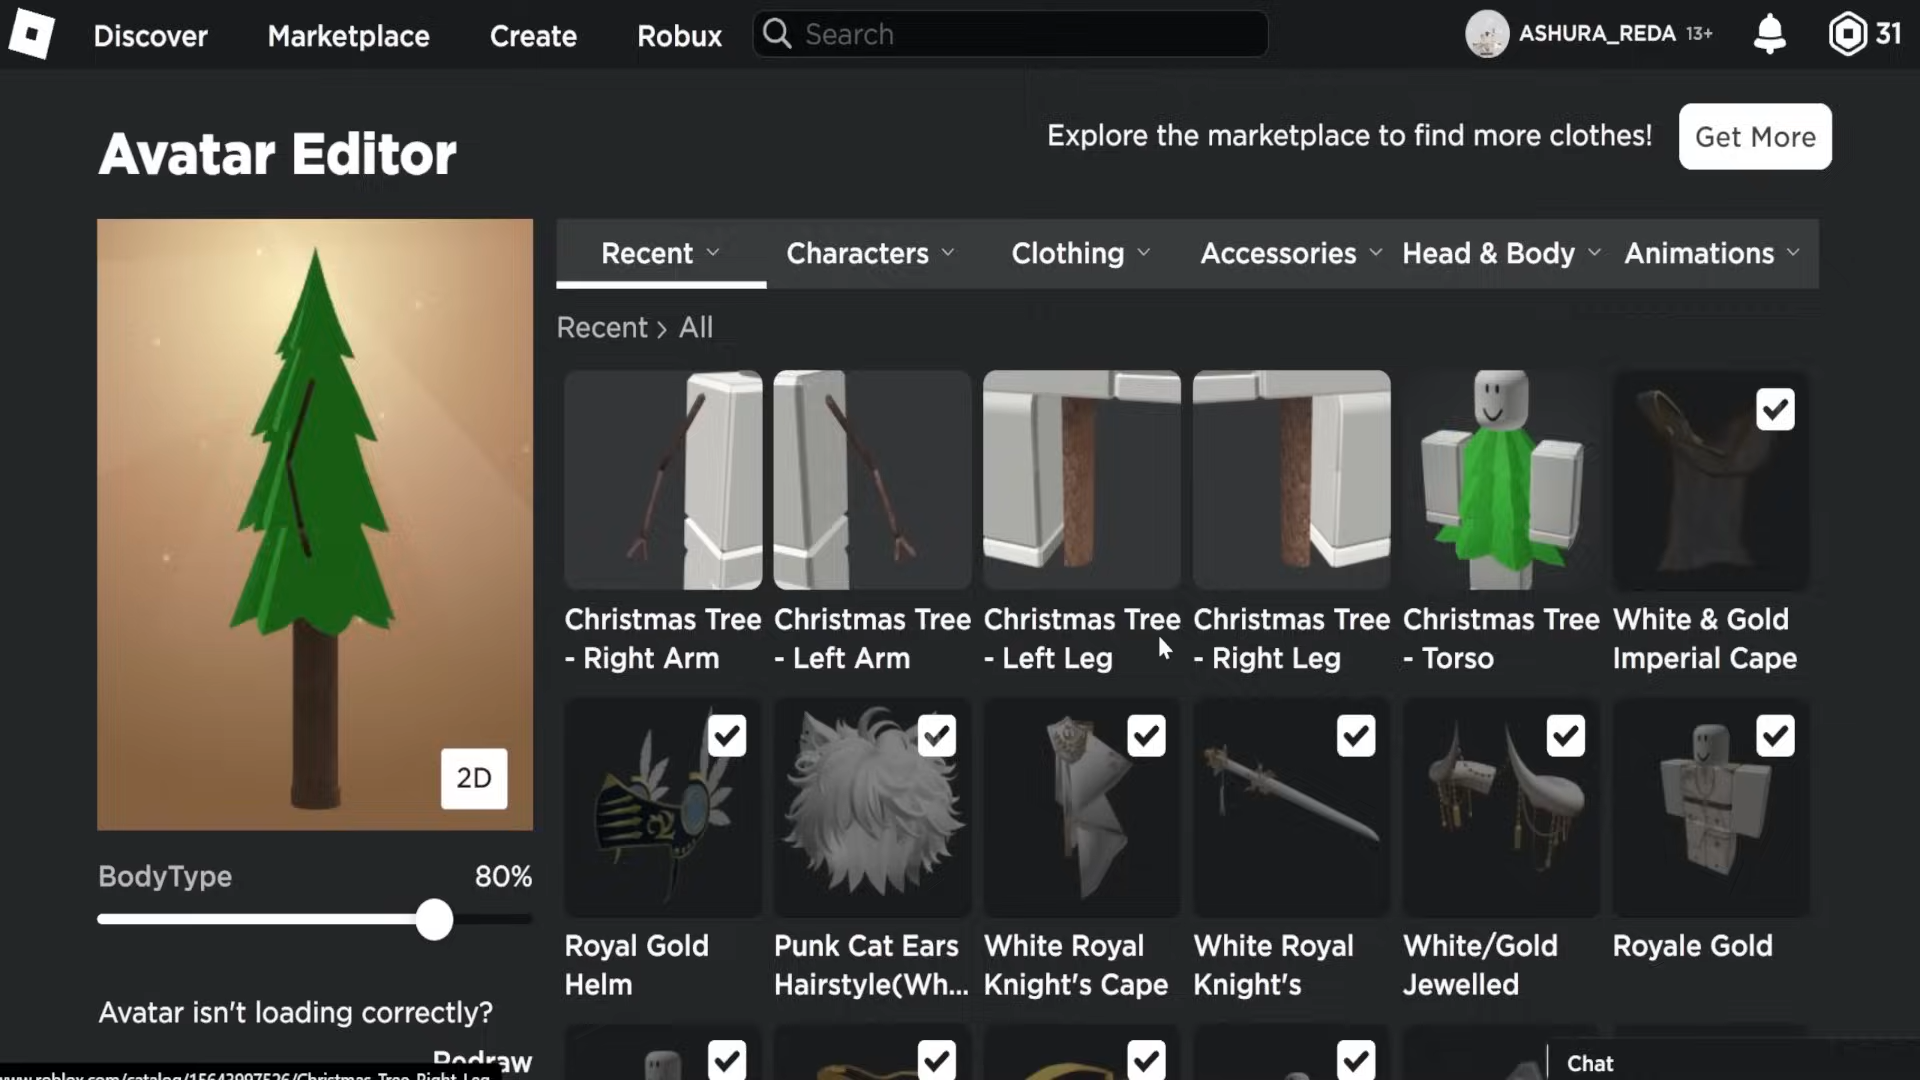 Discover
Marketplace
Create
Robux
Search
ASHURA_REDA 13+
31
Avatar Editor
Explore the marketplace to find more clothes!
Get More
Recent
Characters
Clothing
Accessories
Head & Body
Animations
Recent > All
Christmas Tree
- Right Arm
Christmas Tree
- Left Arm
Christmas Tree
- Left Leg
Christmas Tree
- Right Leg
Christmas Tree
- Torso
White & Gold
Imperial Cape
2D
Royal Gold
Helm
Punk Cat Ears
Hairstyle(Wh...
White Royal
Knight's Cape
White Royal
Knight's
White/Gold
Jewelled
Royale Gold
BodyType
80%
Avatar isn't loading correctly?
Redraw
Chat